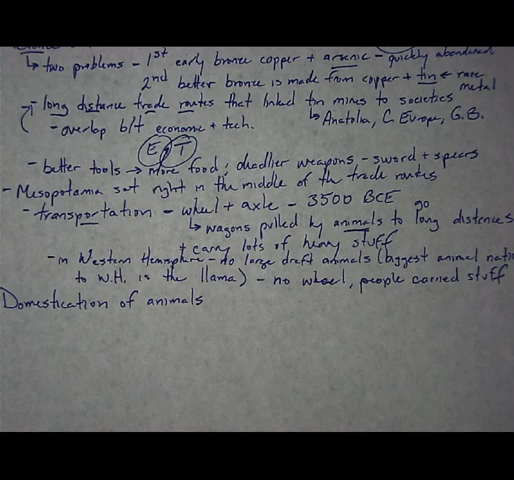 ↳ two problems - 1st early bronze copper + arsenic - quickly abandoned
2nd better bronze is made from copper + tin ← rare metal
- long distance trade routes that linked tin mines to societies
↳ Anatolia, C. Europe, G.B.
- overlap b/t economic + tech.
E T
- better tools → more food; deadlier weapons - sword + spears
- Mesopotamia sat right in the middle of the trade routes
- transportation - wheel + axle - 3500 BCE
↳ wagons pulled by animals to go long distances
+ carry lots of heavy stuff
- in Western Hemisphere - no large draft animals (biggest animal nati
to W.H. is the llama) - no wheel, people carried stuff
Domestication of animals